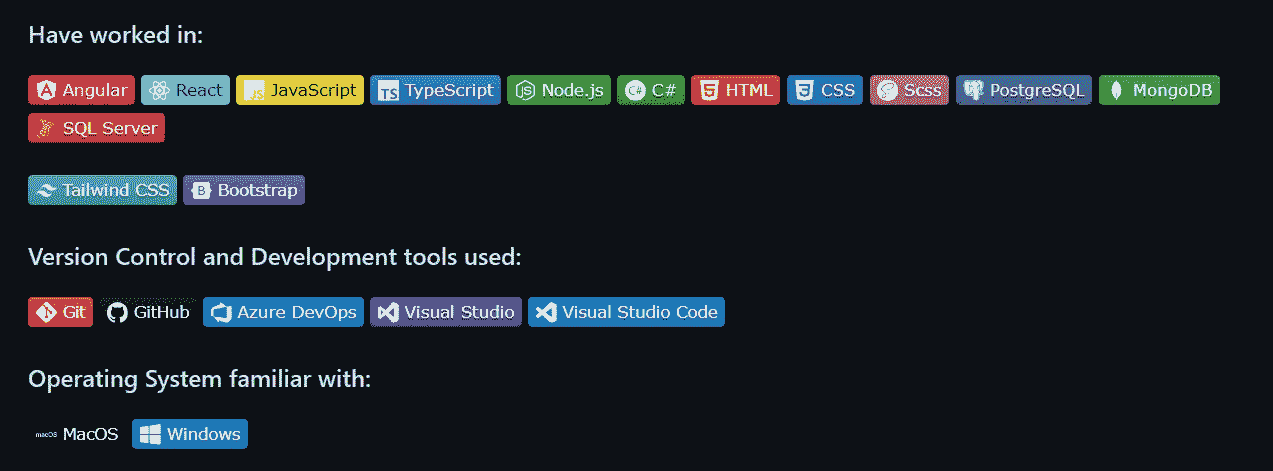 Have worked in:
Angular React JS JavaScript TS TypeScript Node.js C# C# HTML CSS Scss PostgreSQL MongoDB
SQL Server
Tailwind CSS B Bootstrap
Version Control and Development tools used:
Git GitHub Azure DevOps Visual Studio Visual Studio Code
Operating System familiar with:
macOS MacOS Windows